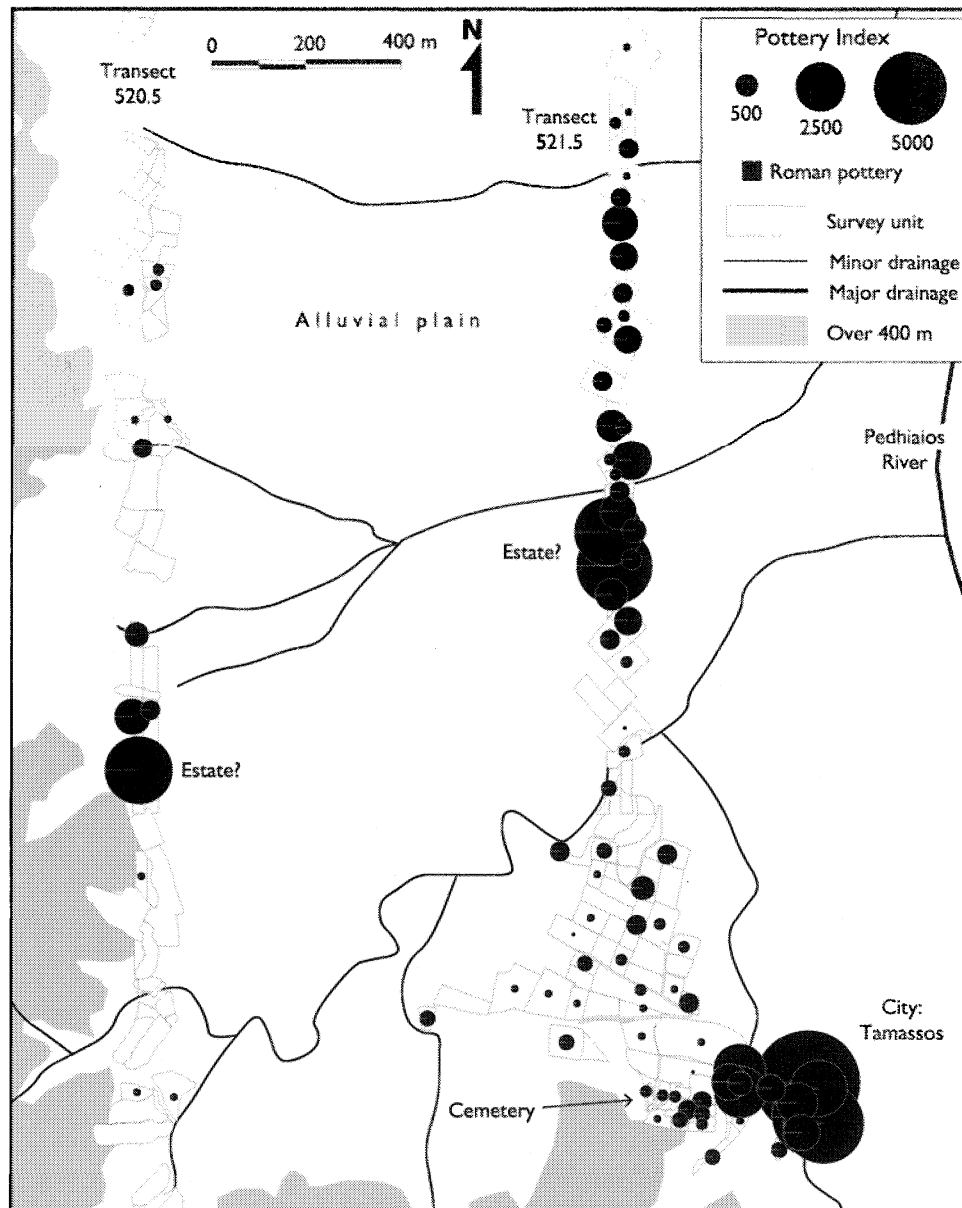 0 200 400 m
N
Transect
520.5
Transect
521.5
Pottery Index
500
2500
5000
Roman pottery
Survey unit
Minor drainage
Major drainage
Over 400 m
Alluvial plain
Pedhiaios
River
Estate?
Estate?
City:
Tamassos
Cemetery